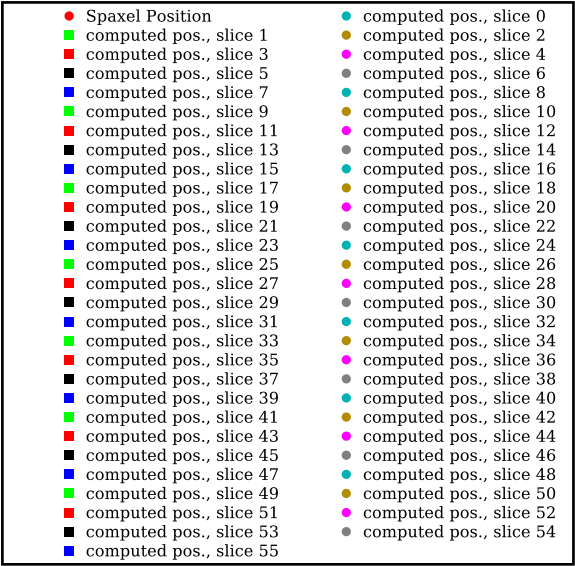 Spaxel Position
computed pos., slice 1
computed pos., slice 3
computed pos., slice 5
computed pos., slice 7
computed pos., slice 9
computed pos., slice 11
computed pos., slice 13
computed pos., slice 15
computed pos., slice 17
computed pos., slice 19
computed pos., slice 21
computed pos., slice 23
computed pos., slice 25
computed pos., slice 27
computed pos., slice 29
computed pos., slice 31
computed pos., slice 33
computed pos., slice 35
computed pos., slice 37
computed pos., slice 39
computed pos., slice 41
computed pos., slice 43
computed pos., slice 45
computed pos., slice 47
computed pos., slice 49
computed pos., slice 51
computed pos., slice 53
computed pos., slice 55
computed pos., slice 0
computed pos., slice 2
computed pos., slice 4
computed pos., slice 6
computed pos., slice 8
computed pos., slice 10
computed pos., slice 12
computed pos., slice 14
computed pos., slice 16
computed pos., slice 18
computed pos., slice 20
computed pos., slice 22
computed pos., slice 24
computed pos., slice 26
computed pos., slice 28
computed pos., slice 30
computed pos., slice 32
computed pos., slice 34
computed pos., slice 36
computed pos., slice 38
computed pos., slice 40
computed pos., slice 42
computed pos., slice 44
computed pos., slice 46
computed pos., slice 48
computed pos., slice 50
computed pos., slice 52
computed pos., slice 54